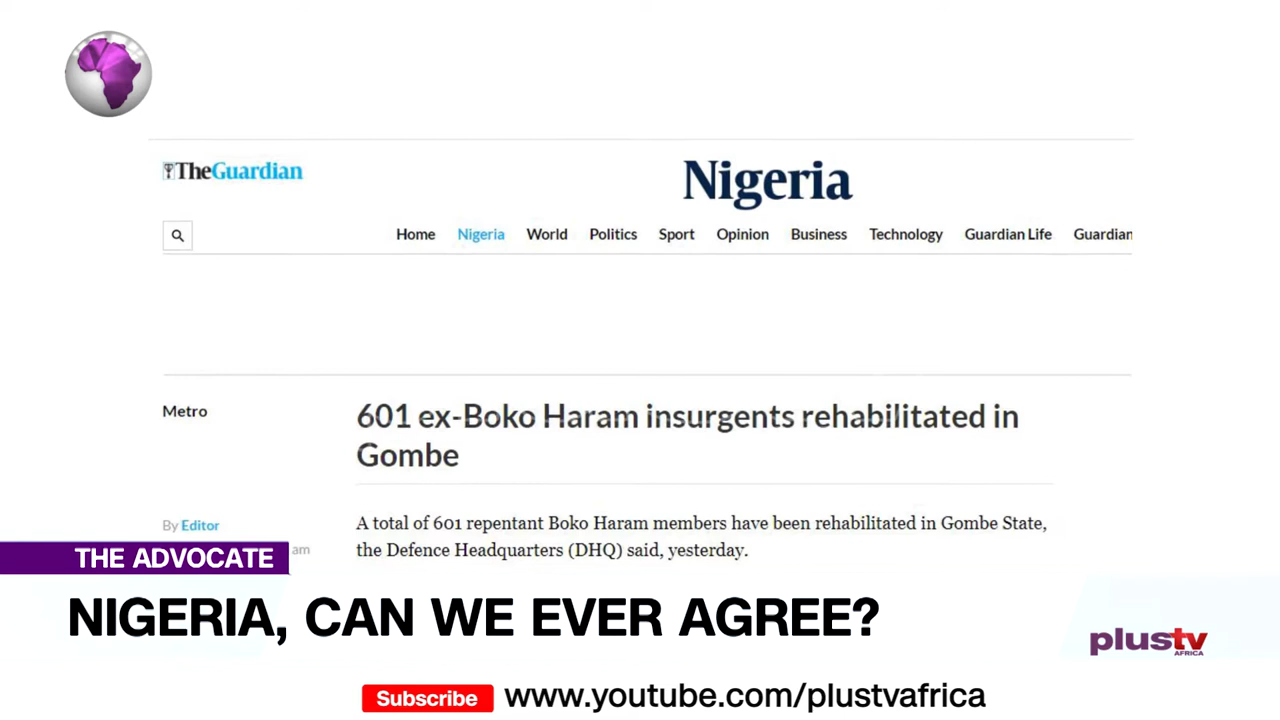 TheGuardian
Nigeria
Home Nigeria World Politics Sport Opinion Business Technology Guardian Life Guardian
Metro
601 ex-Boko Haram insurgents rehabilitated in
Gombe
By Editor
am
A total of 601 repentant Boko Haram members have been rehabilitated in Gombe State,
the Defence Headquarters (DHQ) said, yesterday.
THE ADVOCATE
NIGERIA, CAN WE EVER AGREE?
plustv
AFRICA
Subscribe www.youtube.com/plustvafrica